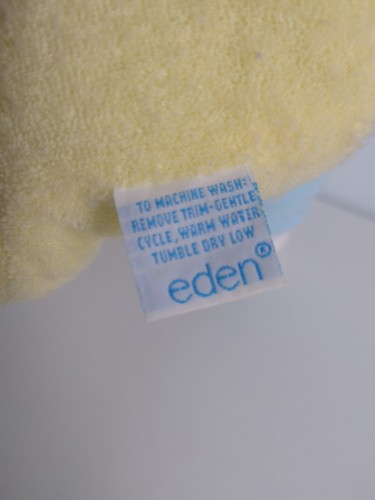 TO MACHINE WASH:
REMOVE TRIM-GENTLE
CYCLE, WARM WATER
TUMBLE DRY LOW
eden®